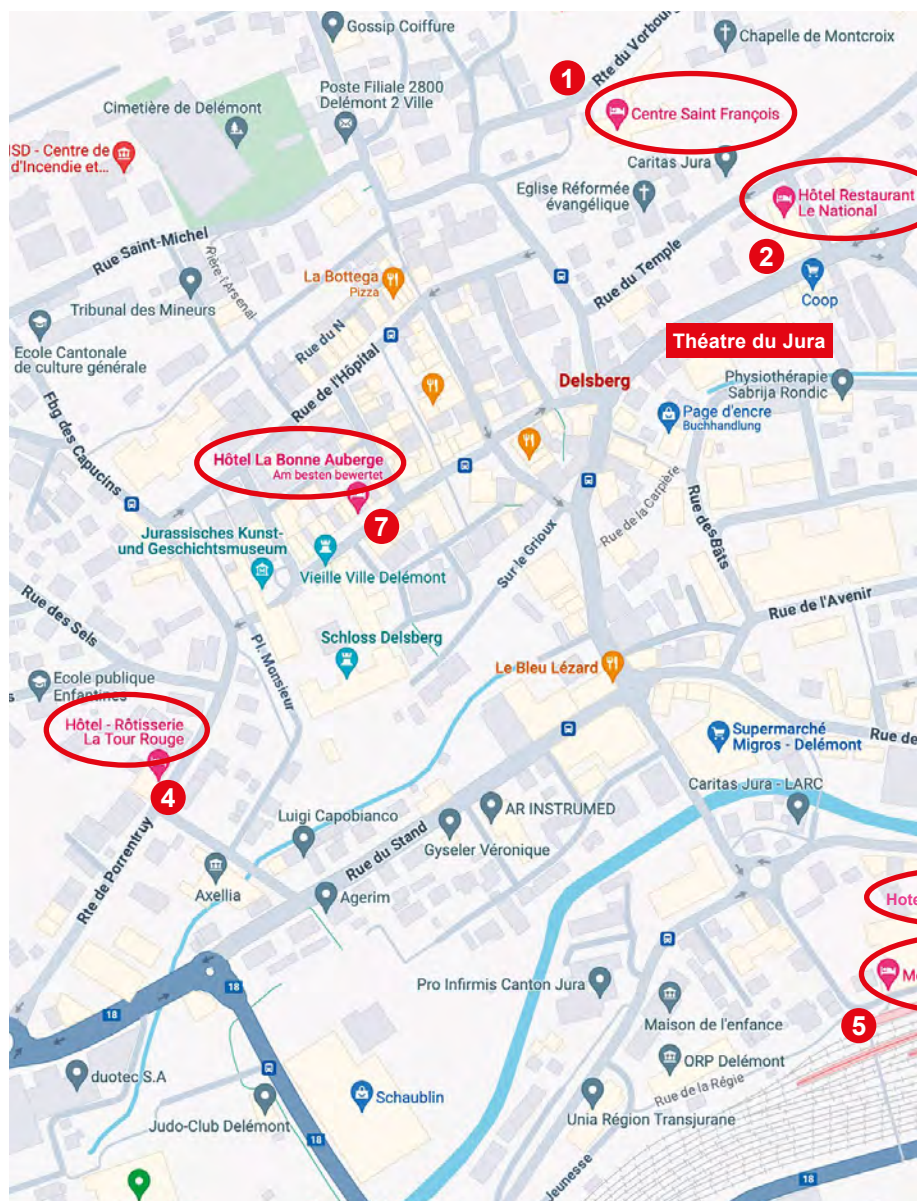 Gossip Coiffure
Rte du Vorbourg
Chapelle de Montcroix
1
Poste Filiale 2800
Delémont 2 Ville
Cimetière de Delémont
Centre Saint François
ISD - Centre de
d'Incendie et...
Caritas Jura
Eglise Réformée
évangélique
Hôtel Restaurant
Le National
Rue Saint-Michel
Rière-l'Arsenal
2
La Bottega
Pizza
Rue du Temple
Coop
Tribunal des Mineurs
Rue du N
Théatre du Jura
Ecole Cantonale
de culture générale
Rue de l'Hôpital
Delsberg
Physiothérapie
Sabrija Rondic
Fbg des Capucins
Page d'encre
Buchhandlung
Hôtel La Bonne Auberge
Am besten bewertet
7
Rue de la Carpière
Rue des Bâts
Jurassisches Kunst-
und Geschichtsmuseum
Vieille Ville Delémont
Sur le Grioux
Rue des Sels
Rue de l'Avenir
Pl. Monsieur
Schloss Delsberg
Le Bleu Lézard
Ecole publique
Enfantines
Hôtel - Rôtisserie
La Tour Rouge
Supermarché
Migros - Delémont
Rue de
4
Caritas Jura - LARC
Luigi Capobianco
AR INSTRUMED
Rue du Stand
Gyseler Véronique
Rte de Porrentruy
Axellia
Agerim
Hote
18
18
Pro Infirmis Canton Jura
5
Maison de l'enfance
18
ORP Delémont
duotec S.A
Rue de la Régie
Schaublin
Unia Région Transjurane
Judo-Club Delémont
18
Jeunesse
18